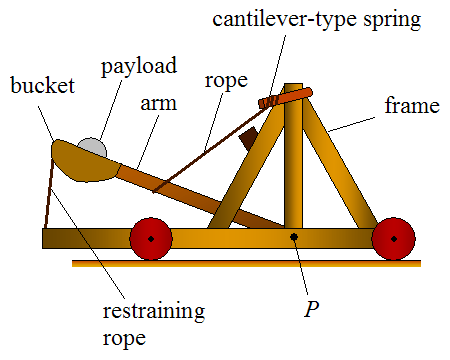 cantilever-type spring
payload
rope
bucket
arm
frame
restraining
rope
P